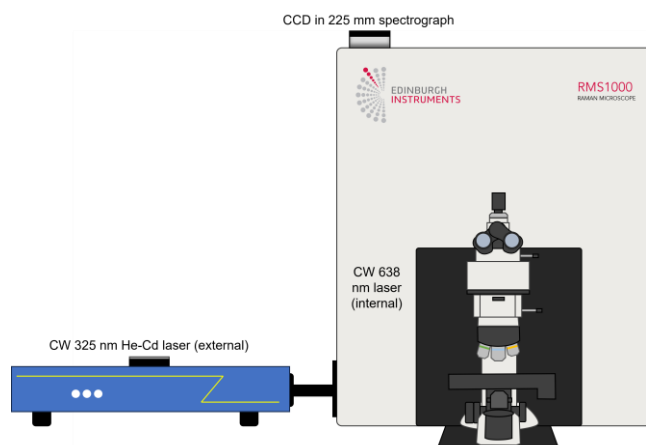 CCD in 225 mm spectrograph
EDINBURGH
INSTRUMENTS
RMS1000
RAMAN MICROSCOPE
CW 638
nm laser
(internal)
CW 325 nm He-Cd laser (external)